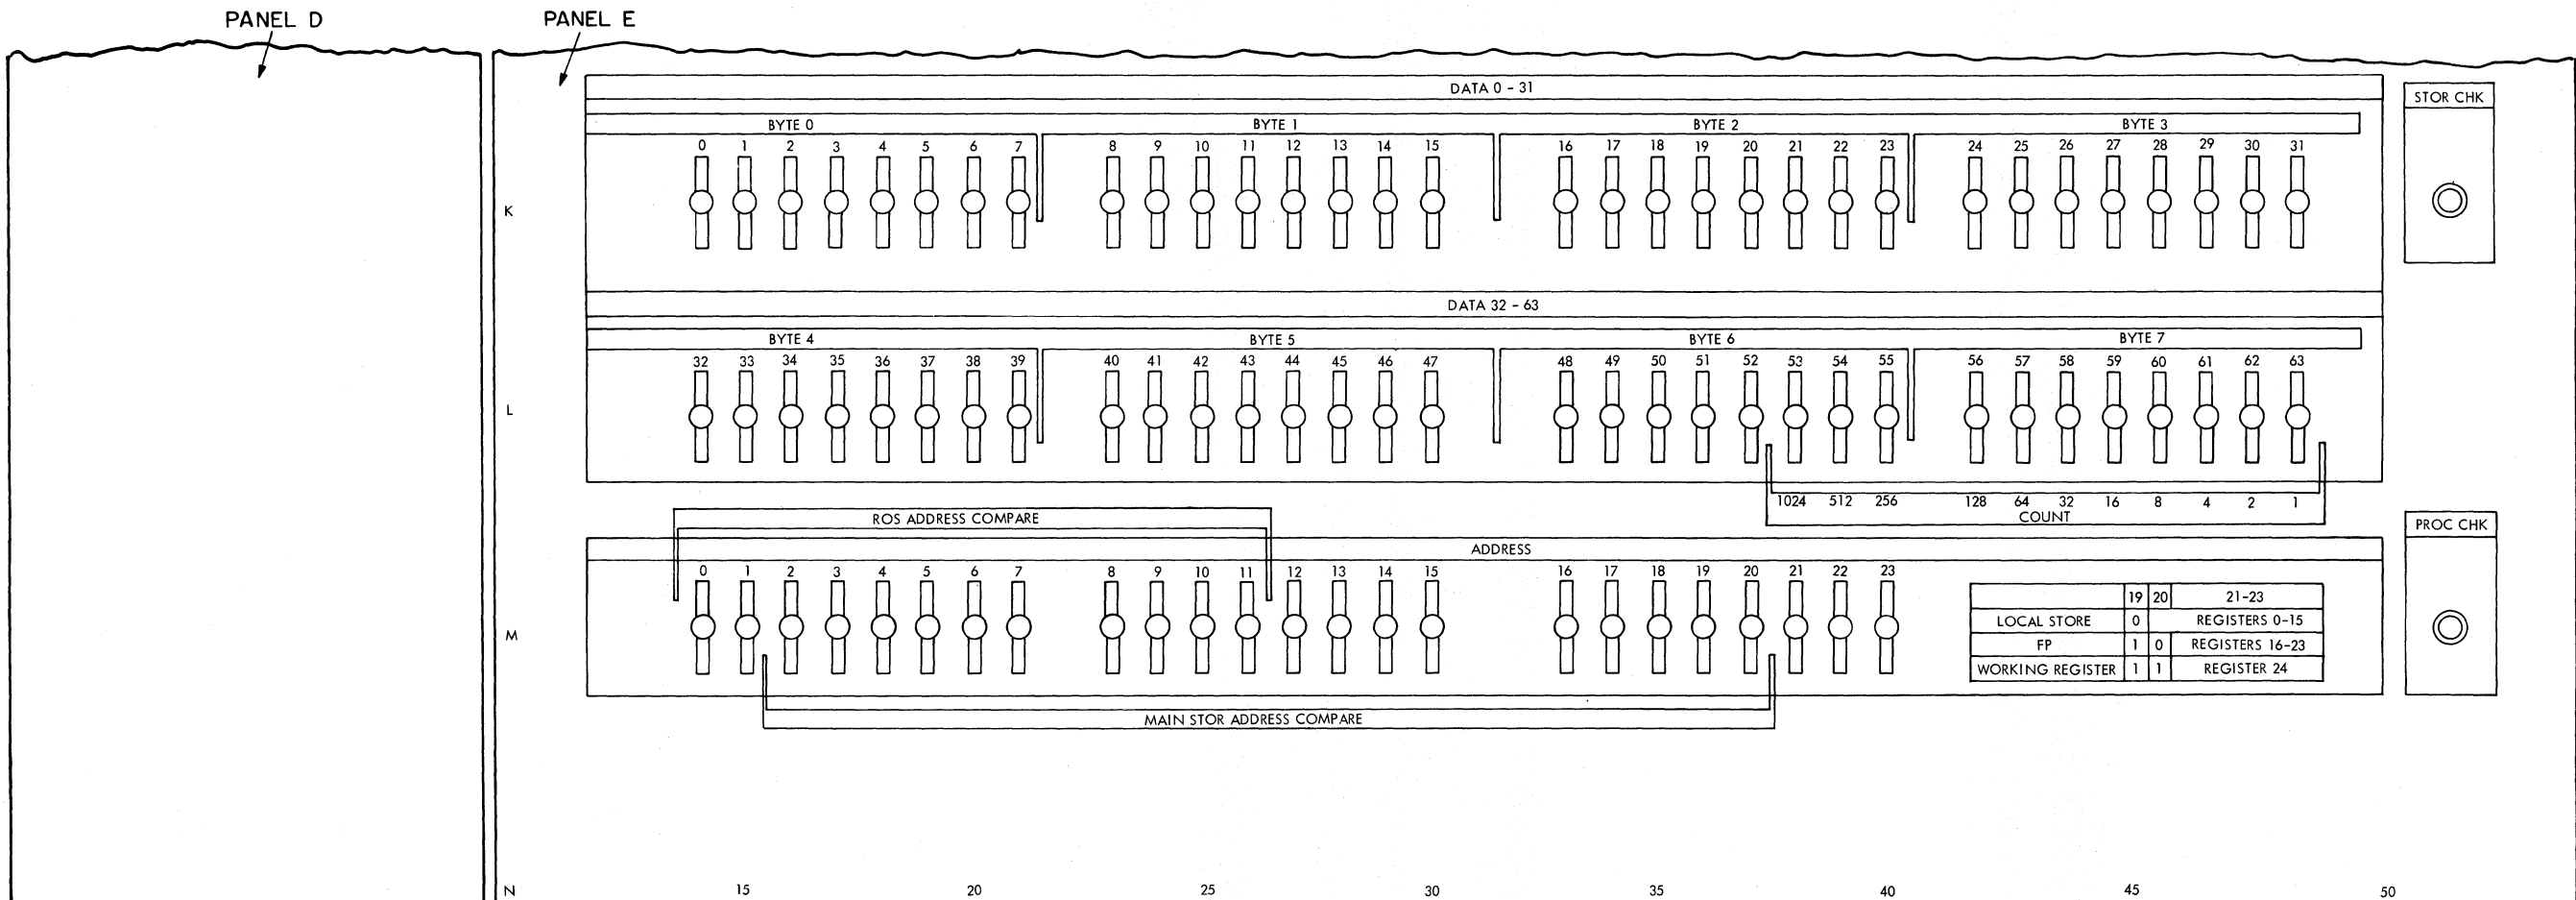 PANEL D PANEL E
DATA 0 - 31
STOR CHK
BYTE 0 BYTE 1 BYTE 2 BYTE 3
0 1 2 3 4 5 6 7 8 9 10 11 12 13 14 15 16 17 18 19 20 21 22 23 24 25 26 27 28 29 30 31
K
DATA 32 - 63
BYTE 4 BYTE 5 BYTE 6 BYTE 7
32 33 34 35 36 37 38 39 40 41 42 43 44 45 46 47 48 49 50 51 52 53 54 55 56 57 58 59 60 61 62 63
L
1024 512 256 128 64 32 16 8 4 2 1
COUNT
ROS ADDRESS COMPARE
PROC CHK
ADDRESS
0 1 2 3 4 5 6 7 8 9 10 11 12 13 14 15 16 17 18 19 20 21 22 23
19 20 21-23
LOCAL STORE 0 REGISTERS 0-15
M
FP 1 0 REGISTERS 16-23
WORKING REGISTER 1 1 REGISTER 24
MAIN STOR ADDRESS COMPARE
N 15 20 25 30 35 40 45 50